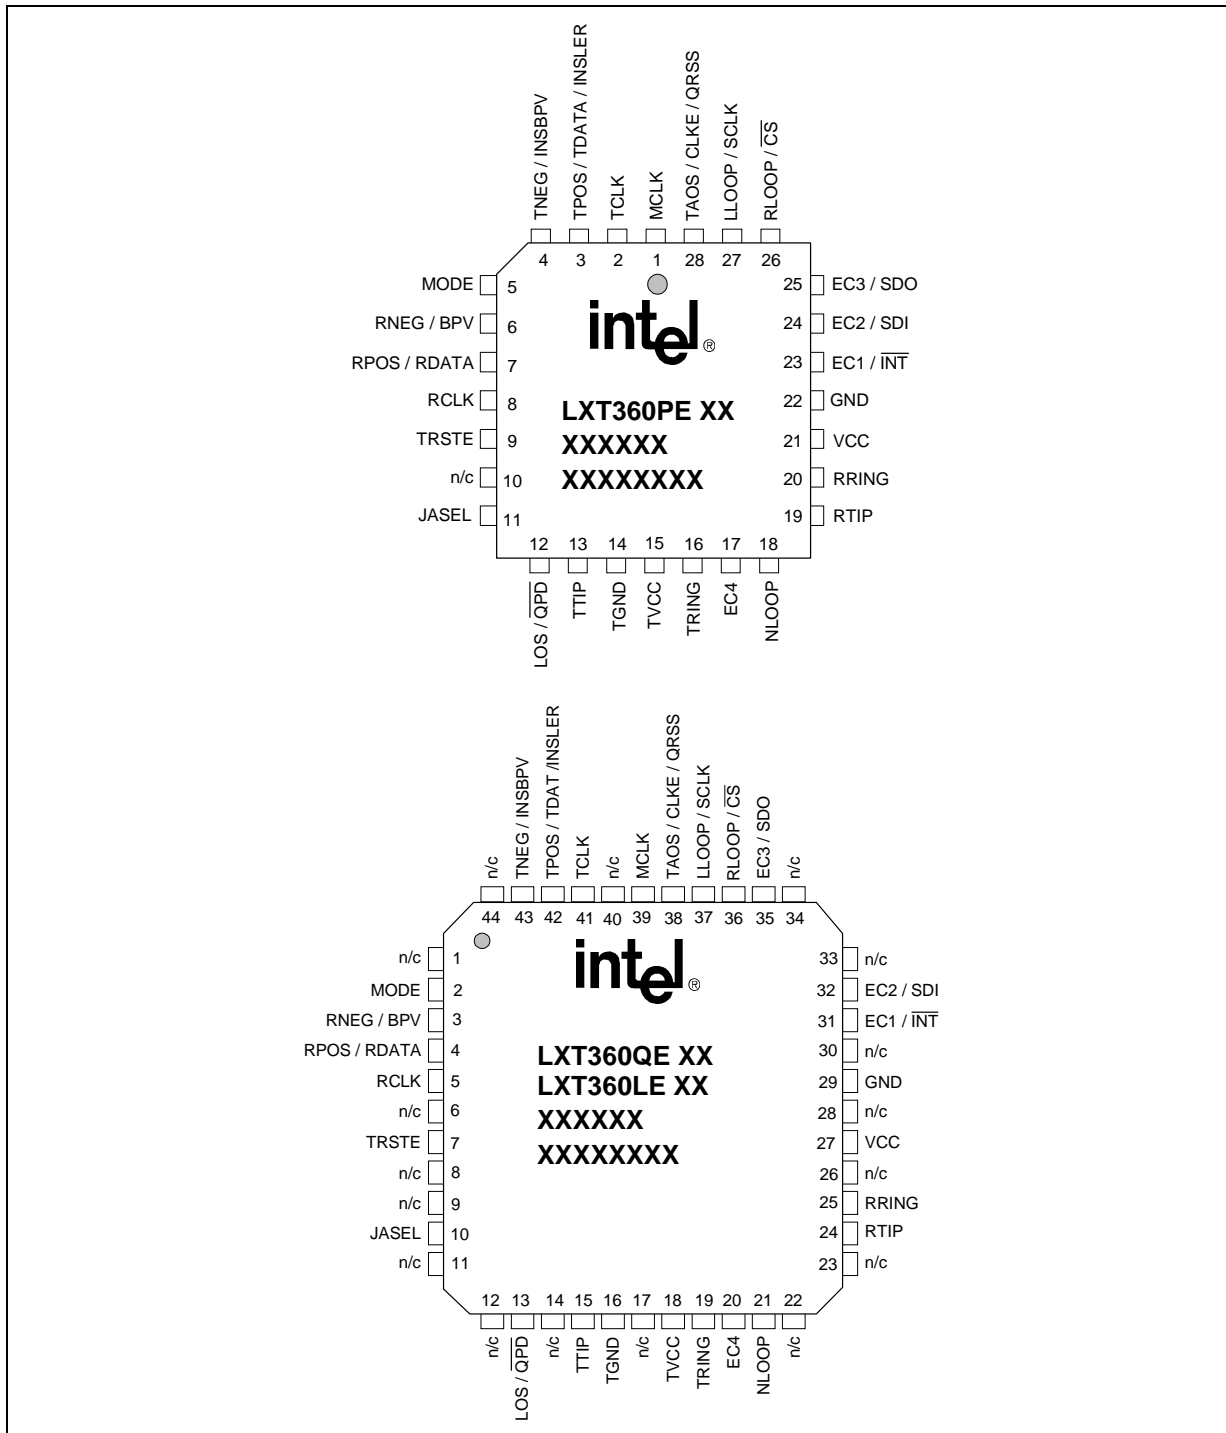 TNEG / INSBPV
TPOS / TDATA / INSLER
TCLK
MCLK
TAOS / CLKE / QRSS
LLOOP / SCLK
RLOOP / CS
4 3 2 1 28 27 26
MODE 5
RNEG / BPV 6
RPOS / RDATA 7
RCLK 8
TRSTE 9
n/c 10
JASEL 11
intel®
LXT360PE XX
XXXXXX
XXXXXXXX
25 EC3 / SDO
24 EC2 / SDI
23 EC1 / INT
22 GND
21 VCC
20 RRING
19 RTIP
12 13 14 15 16 17 18
LOS / QPD
TTIP
TGND
TVCC
TRING
EC4
NLOOP
n/c
TNEG / INSBPV
TPOS / TDAT /INSLER
TCLK
n/c
MCLK
TAOS / CLKE / QRSS
LLOOP / SCLK
RLOOP / CS
EC3 / SDO
n/c
44 43 42 41 40 39 38 37 36 35 34
n/c 1
MODE 2
RNEG / BPV 3
RPOS / RDATA 4
RCLK 5
n/c 6
TRSTE 7
n/c 8
n/c 9
JASEL 10
n/c 11
intel®
LXT360QE XX
LXT360LE XX
XXXXXX
XXXXXXXX
33 n/c
32 EC2 / SDI
31 EC1 / INT
30 n/c
29 GND
28 n/c
27 VCC
26 n/c
25 RRING
24 RTIP
23 n/c
12 13 14 15 16 17 18 19 20 21 22
n/c
LOS / QPD
n/c
TTIP
TGND
n/c
TVCC
TRING
EC4
NLOOP
n/c